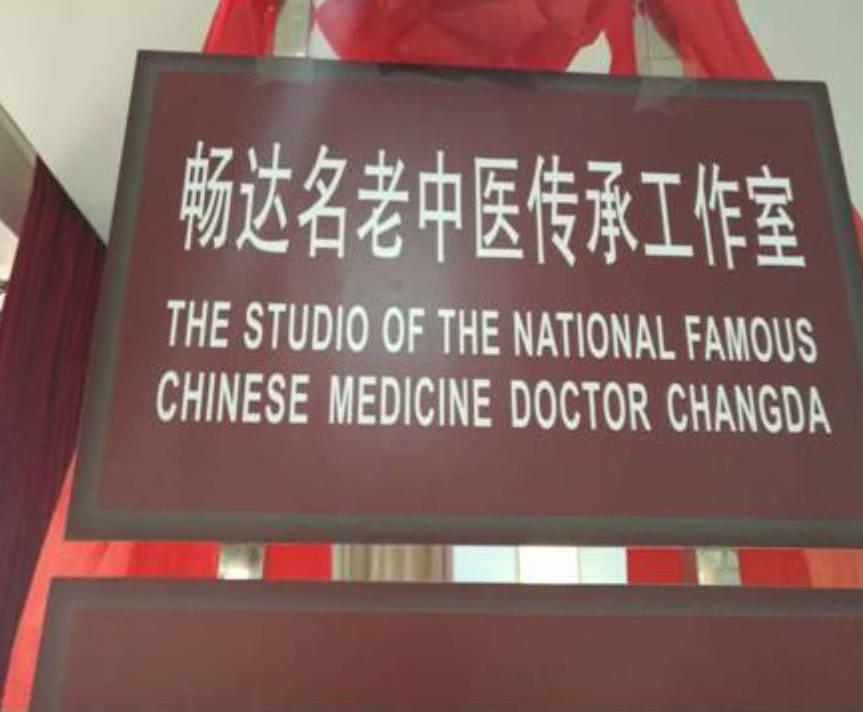 畅达名老中医传承工作室
THE STUDIO OF THE NATIONAL FAMOUS
CHINESE MEDICINE DOCTOR CHANGDA